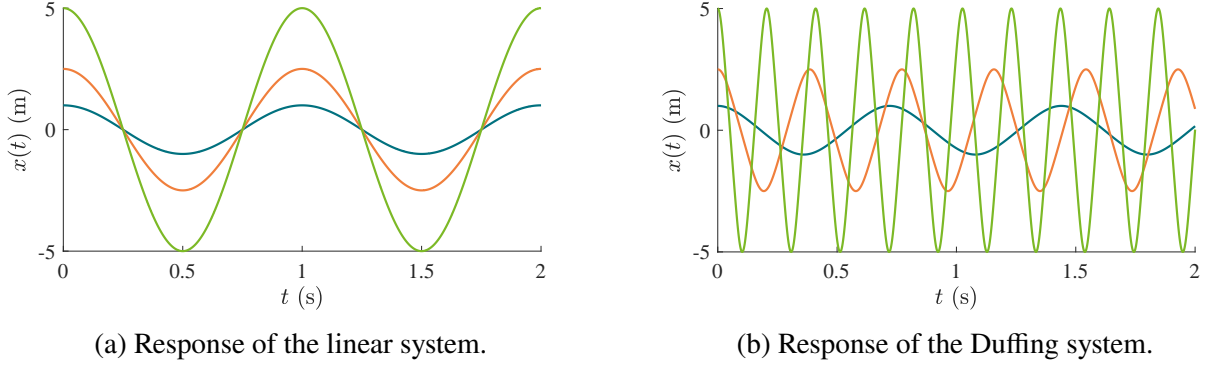 5
0
-5
x(t) (m)
0
0.5
1
1.5
2
t (s)
(a) Response of the linear system.
5
0
-5
x(t) (m)
0
0.5
1
1.5
2
t (s)
(b) Response of the Duffing system.